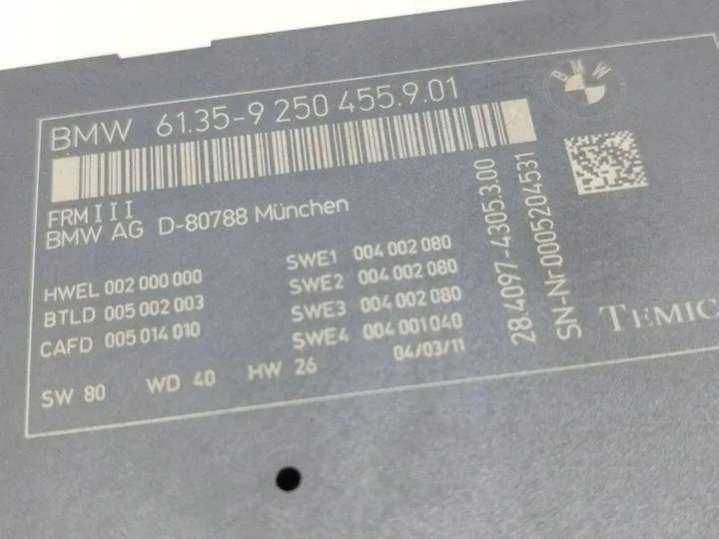 BMW 61.35-9 250 455.9.01
BMW
FRMIII
BMW AG D-80788 München
HWEL 002 000 000
BTLD 005 002 003
CAFD 005 014 010
SWE1 004 002 080
SWE2 004 002 080
SWE3 004 002 080
SWE4 004 001 040
04/03/11
SW 80 WD 40 HW 26
28.4097-4305.3.00
SN-Nr.0005204531
TEMIC